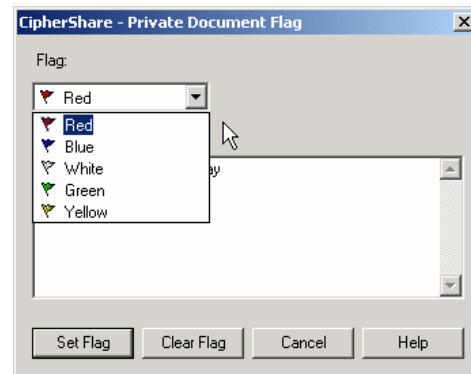 CipherShare - Private Document Flag
Flag:
Red
Red
Blue
White
Green
Yellow
Set Flag Clear Flag Cancel Help